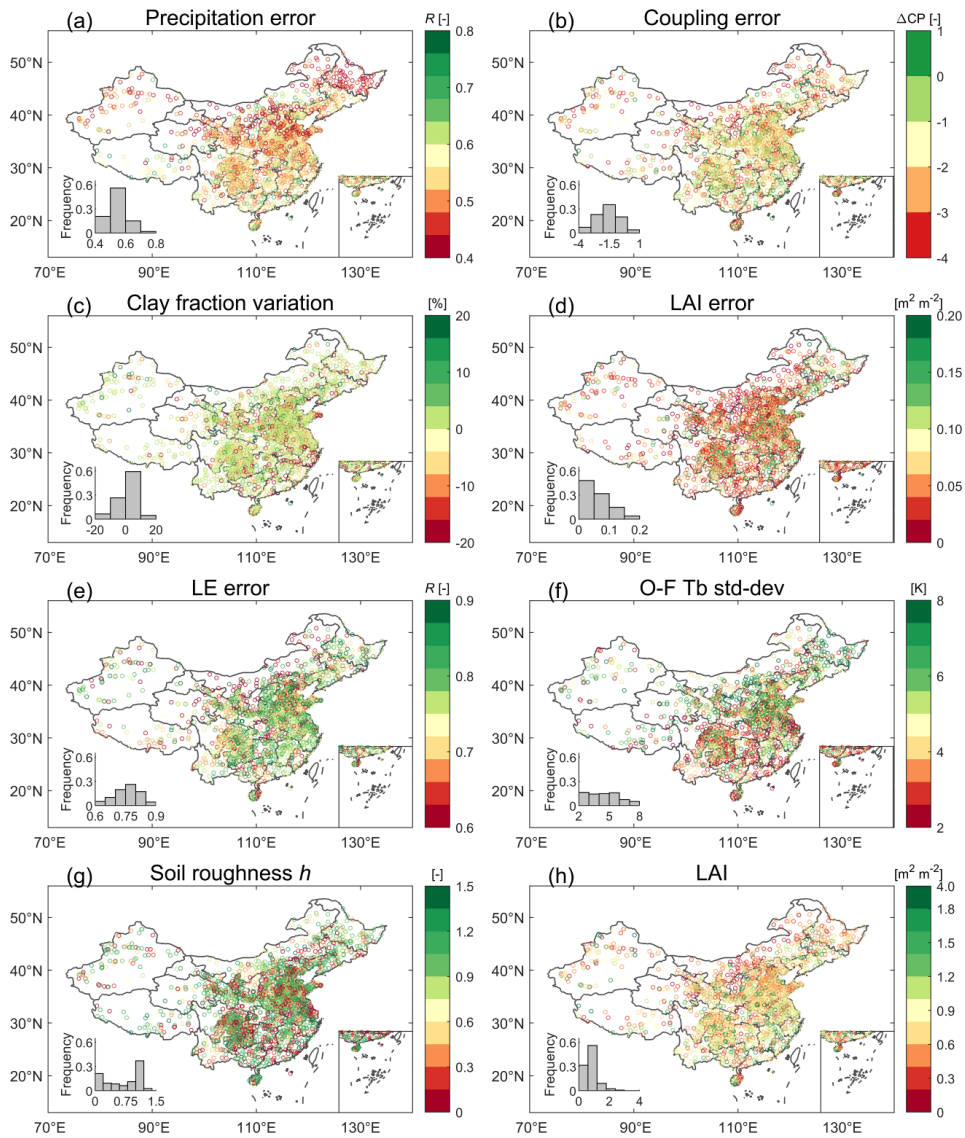 (a) Precipitation error R [-]
50°N
40°N
30°N
20°N
0.8
0.7
0.6
0.5
0.4
Frequency
0.6
0.3
0
0.4 0.6 0.8
70°E 90°E 110°E 130°E
(b) Coupling error ΔCP [-]
50°N
40°N
30°N
20°N
1
0
-1
-2
-3
-4
Frequency
0.6
0.3
0
-4 -1.5 1
70°E 90°E 110°E 130°E
(c) Clay fraction variation [%]
50°N
40°N
30°N
20°N
20
10
0
-10
-20
Frequency
0.6
0.3
0
-20 0 20
70°E 90°E 110°E 130°E
(d) LAI error [m² m⁻²]
50°N
40°N
30°N
20°N
0.20
0.15
0.10
0.05
0
Frequency
0.6
0.3
0
0 0.1 0.2
70°E 90°E 110°E 130°E
(e) LE error R [-]
50°N
40°N
30°N
20°N
0.9
0.8
0.7
0.6
Frequency
0.6
0.3
0
0.6 0.75 0.9
70°E 90°E 110°E 130°E
(f) O-F Tb std-dev [K]
50°N
40°N
30°N
20°N
8
6
4
2
Frequency
0.6
0.3
0
2 5 8
70°E 90°E 110°E 130°E
(g) Soil roughness h [-]
50°N
40°N
30°N
20°N
1.5
1.2
0.9
0.6
0.3
0
Frequency
0.6
0.3
0
0 0.75 1.5
70°E 90°E 110°E 130°E
(h) LAI [m² m⁻²]
50°N
40°N
30°N
20°N
4.0
1.8
1.3
0.9
0.6
0.3
0
Frequency
0.6
0.3
0
0 2 4
70°E 90°E 110°E 130°E